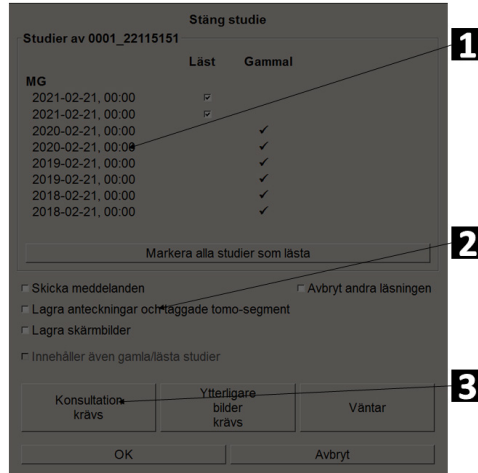 Stäng studie
Studier av 0001_22115151
Läst Gammal
MG
2021-02-21, 00:00
2021-02-21, 00:00
2020-02-21, 00:00
2020-02-21, 00:00
2019-02-21, 00:00
2019-02-21, 00:00
2018-02-21, 00:00
2018-02-21, 00:00
Markera alla studier som lästa
Skicka meddelanden Avbryt andra läsningen
Lagra anteckningar och taggade tomo-segment
Lagra skärmbilder
Innehåller även gamla/lästa studier
Konsultation
krävs
Ytterligare
bilder
krävs
Väntar
OK Avbryt
1
2
3